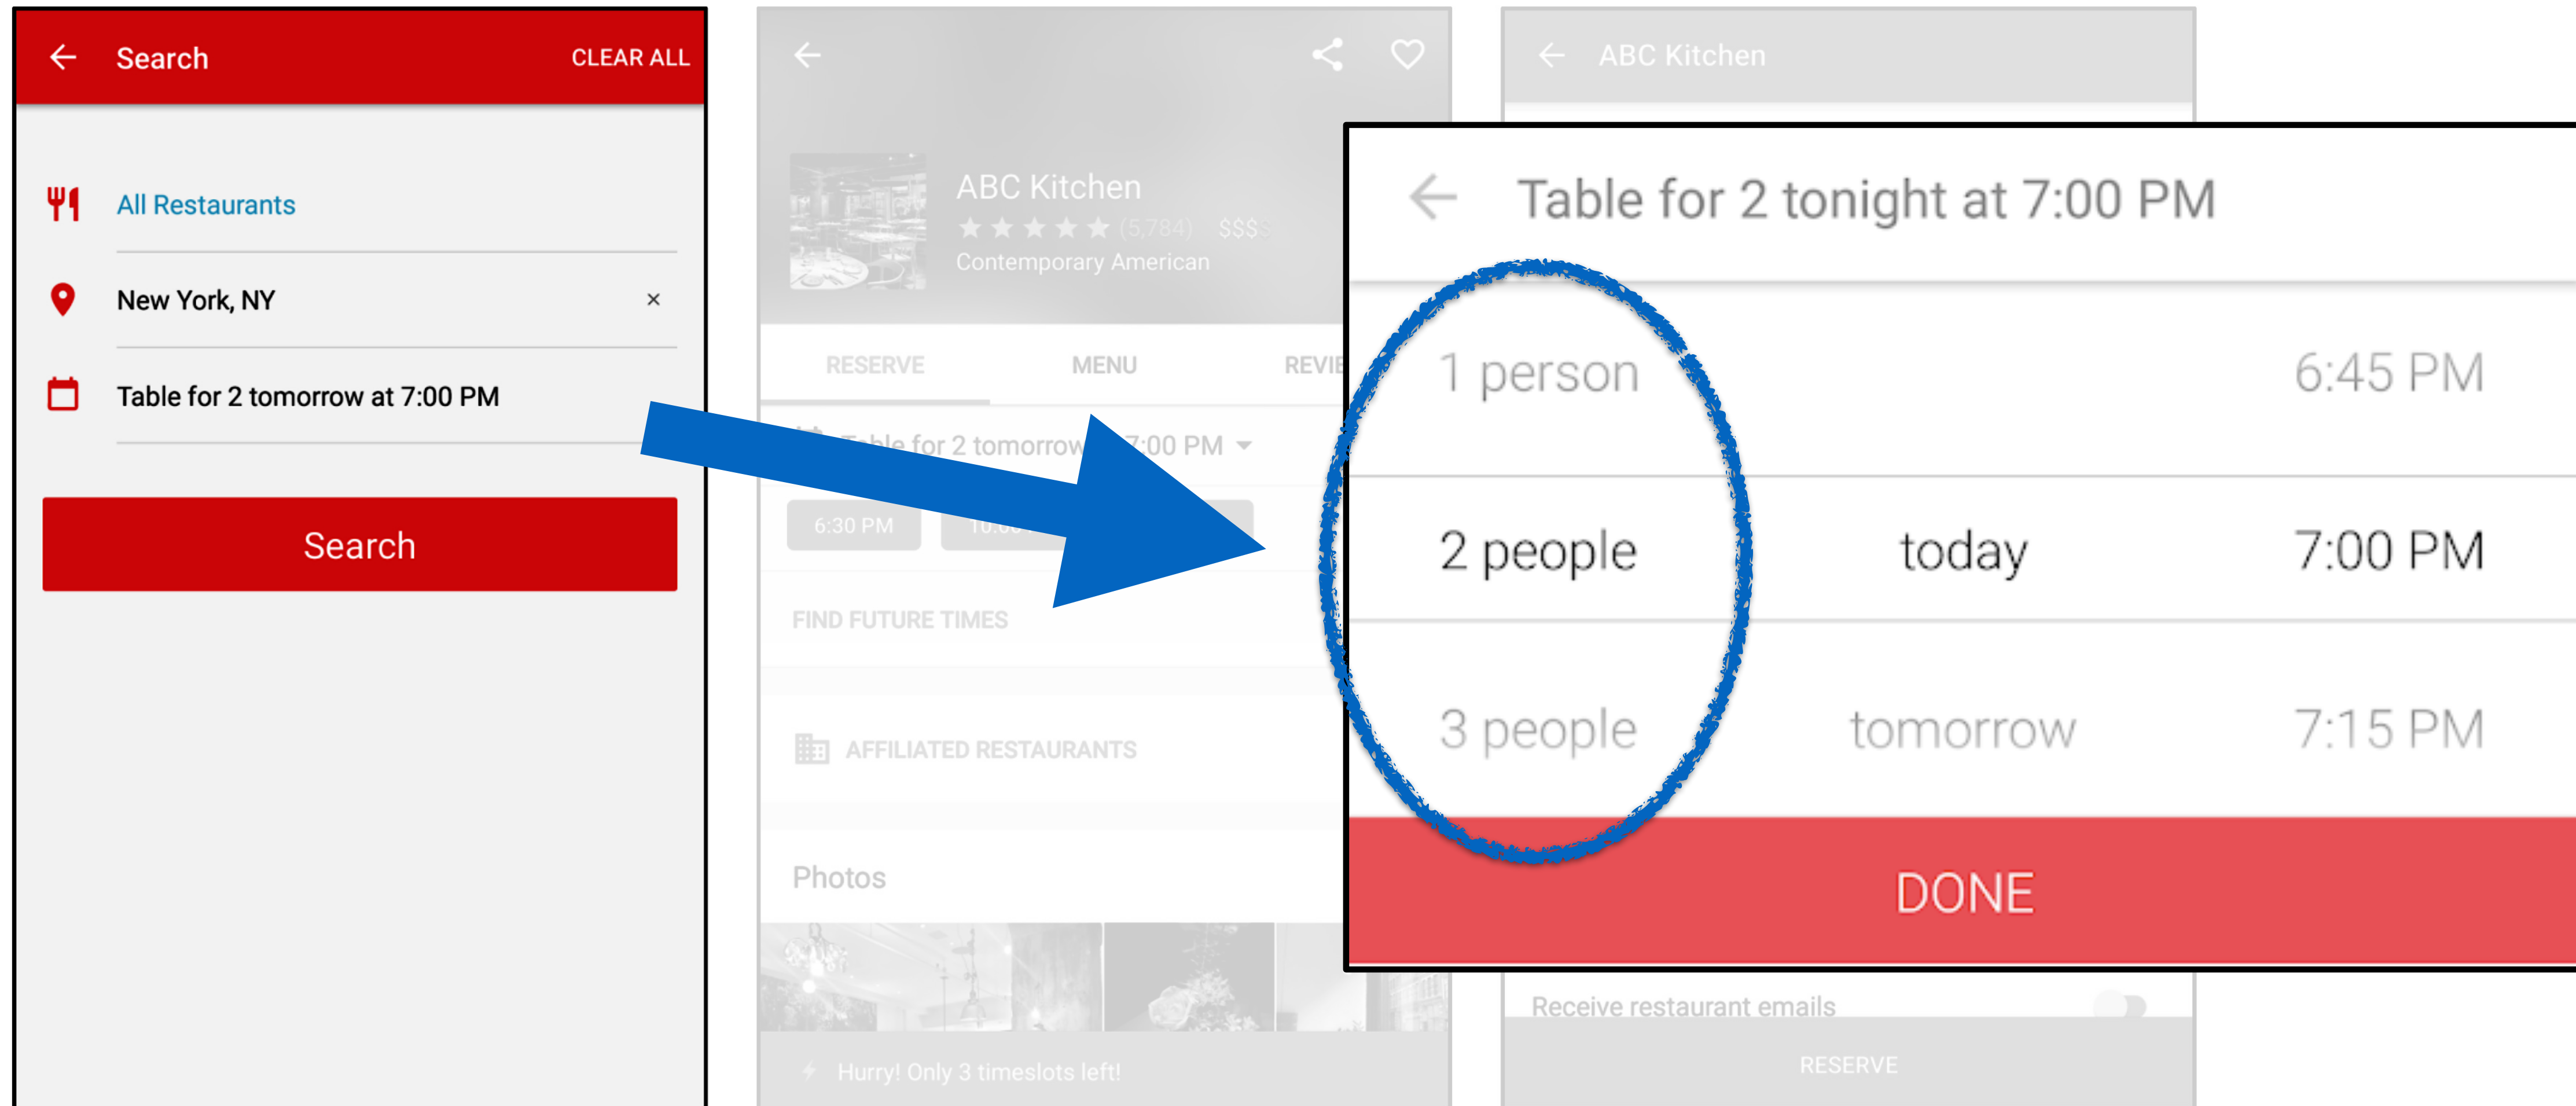 Search
CLEAR ALL
All Restaurants
New York, NY
×
Table for 2 tomorrow at 7:00 PM
Search
ABC Kitchen
(5,784) $$$$
Contemporary American
RESERVE MENU
for 2 tomorrow 7:00 PM
6:30 PM
FIND FUTURE TIMES
AFFILIATED RESTAURANTS
Photos
Hurry! Only 3 timeslots left!
ABC Kitchen
Table for 2 tonight at 7:00 PM
1 person 6:45 PM
2 people today 7:00 PM
3 people tomorrow 7:15 PM
DONE
Receive restaurant emails
RESERVE